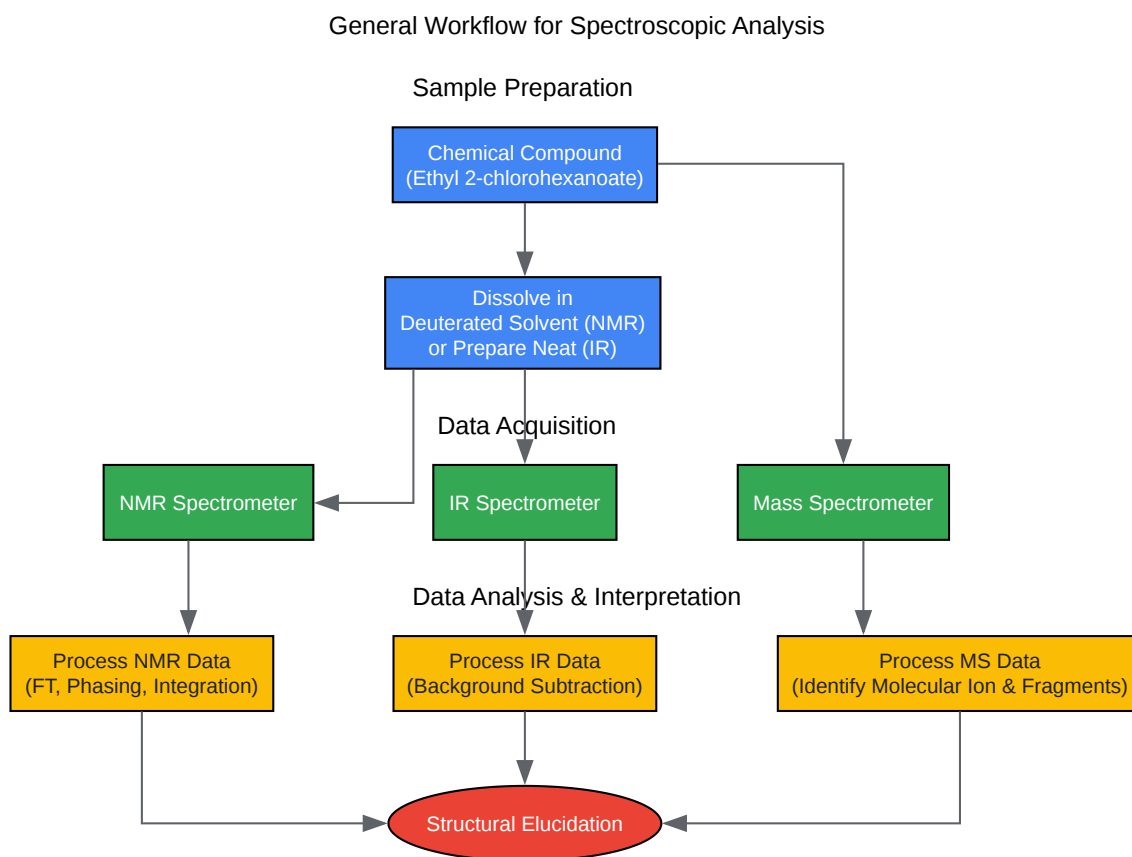 General Workflow for Spectroscopic Analysis
Sample Preparation
Chemical Compound
(Ethyl 2-chlorohexanoate)
Dissolve in
Deuterated Solvent (NMR)
or Prepare Neat (IR)
Data Acquisition
NMR Spectrometer
IR Spectrometer
Mass Spectrometer
Data Analysis & Interpretation
Process NMR Data
(FT, Phasing, Integration)
Process IR Data
(Background Subtraction)
Process MS Data
(Identify Molecular Ion & Fragments)
Structural Elucidation